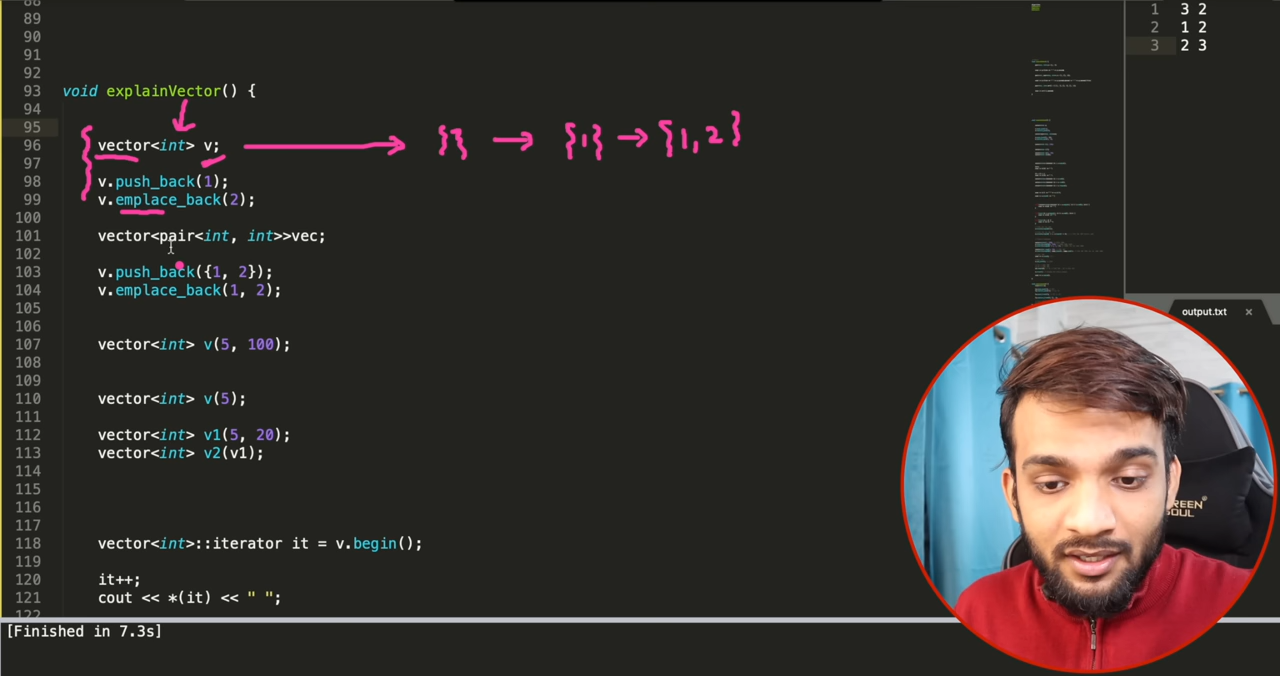 88
89
90
91
92
93 void explainVector() {
94
95
96 vector<int> v; {} {1} {1,2}
97
98 v.push_back(1);
99 v.emplace_back(2);
100
101 vector<pair<int, int>>vec;
102
103 v.push_back({1, 2});
104 v.emplace_back(1, 2);
105
106
107 vector<int> v(5, 100);
108
109
110 vector<int> v(5);
111
112 vector<int> v1(5, 20);
113 vector<int> v2(v1);
114
115
116
117
118 vector<int>::iterator it = v.begin();
119
120 it++;
121 cout << *(it) << " ";
122
[Finished in 7.3s]
1 3 2
2 1 2
3 2 3
output.txt ×
SOUL